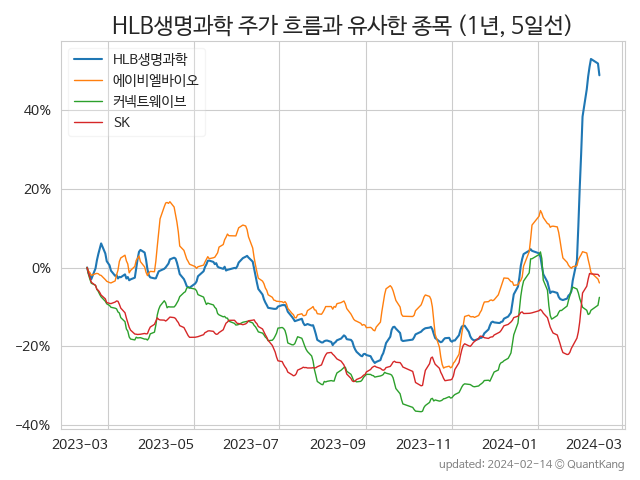 HLB생명과학 주가 흐름과 유사한 종목 (1년, 5일선)
HLB생명과학
에이비엘바이오
커넥트웨이브
SK
40%
20%
0%
−20%
−40%
2023-03 2023-05 2023-07 2023-09 2023-11 2024-01 2024-03
updated: 2024-02-14 © QuantKang